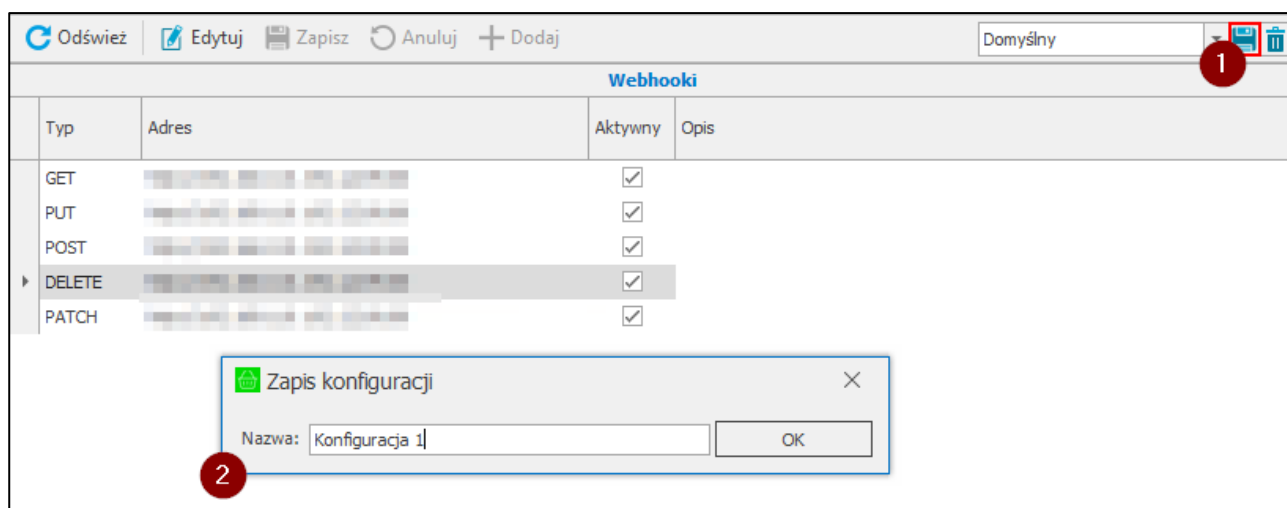 Odśwież Edytuj Zapisz Anuluj Dodaj Domyślny
1
Webhooki
Typ Adres Aktywny Opis
GET
PUT
POST
DELETE
PATCH
Zapis konfiguracji
Nazwa: Konfiguracja 1 OK
2